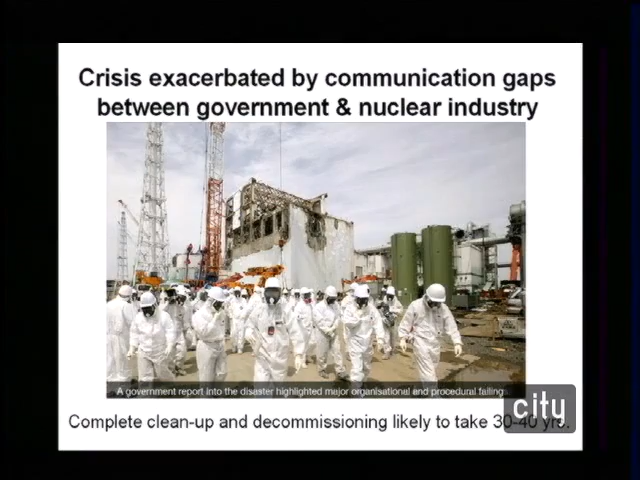 Crisis exacerbated by communication gaps
between government & nuclear industry
A government report into the disaster highlighted major organisational and procedural failings.
Complete clean-up and decommissioning likely to take 30-40 yrs.
city